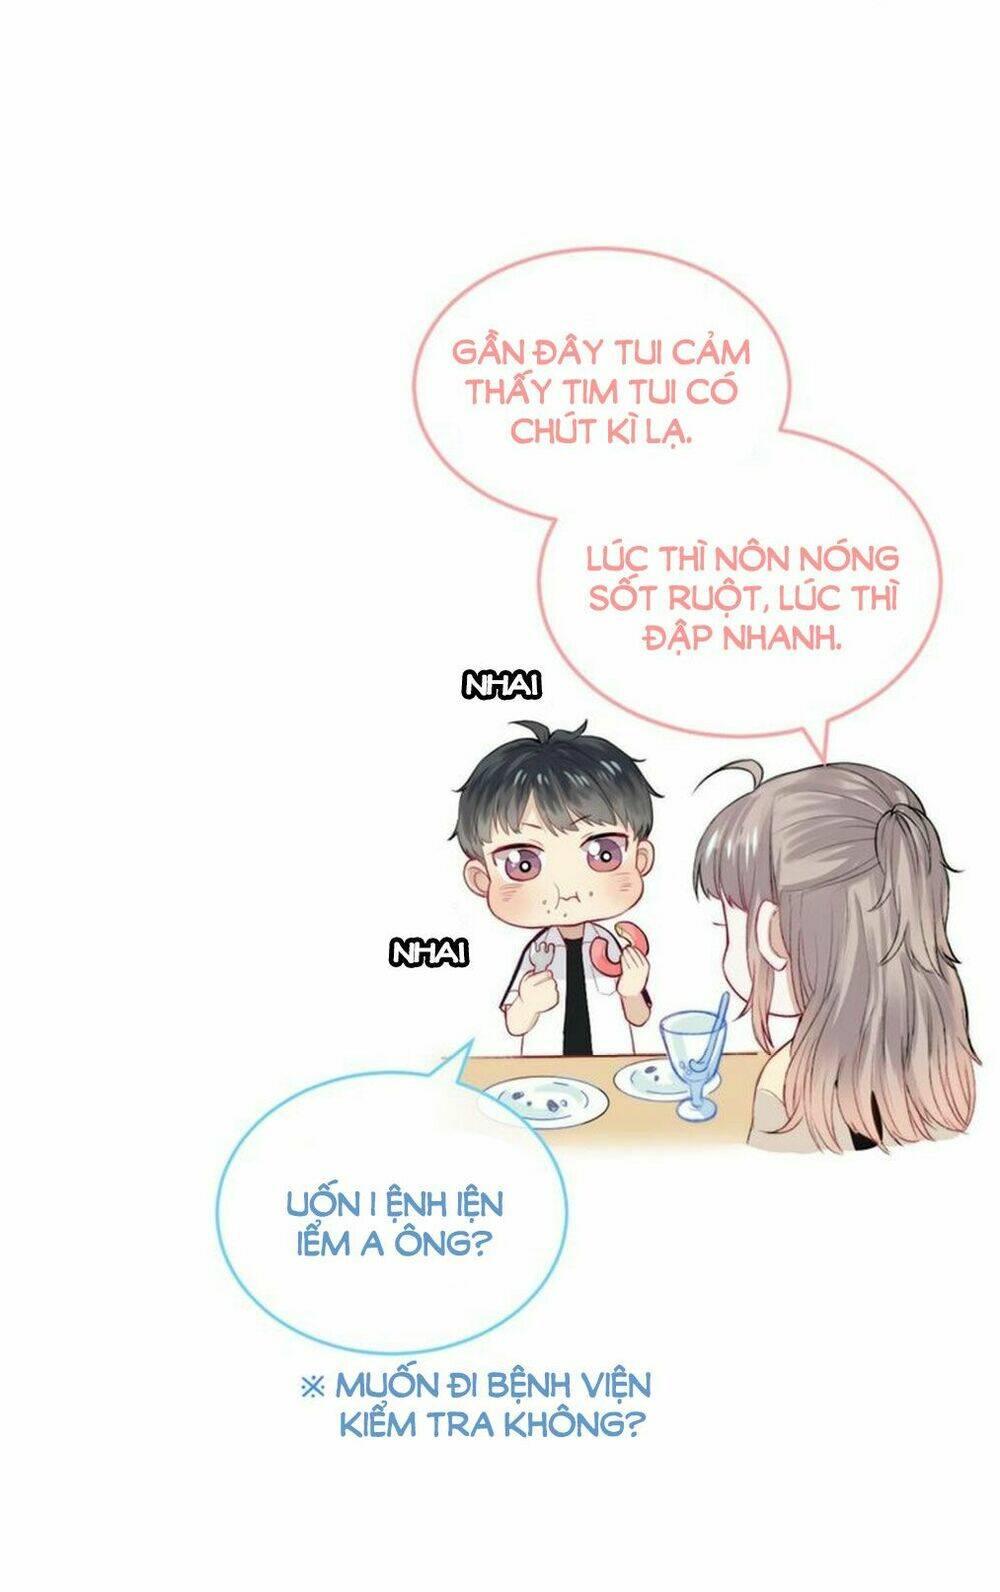 GẦN ĐÂY TUI CẢM
THẤY TIM TUI CÓ
CHÚT KÌ LẠ.
LÚC THÌ NÔN NÓNG
SỐT RUỘT, LÚC THÌ
ĐẬP NHANH.
NHAI
NHAI
UỐN I ỆNH IỆN
IỂM A ÔNG?
※ MUỐN ĐI BỆNH VIỆN
KIỂM TRA KHÔNG?